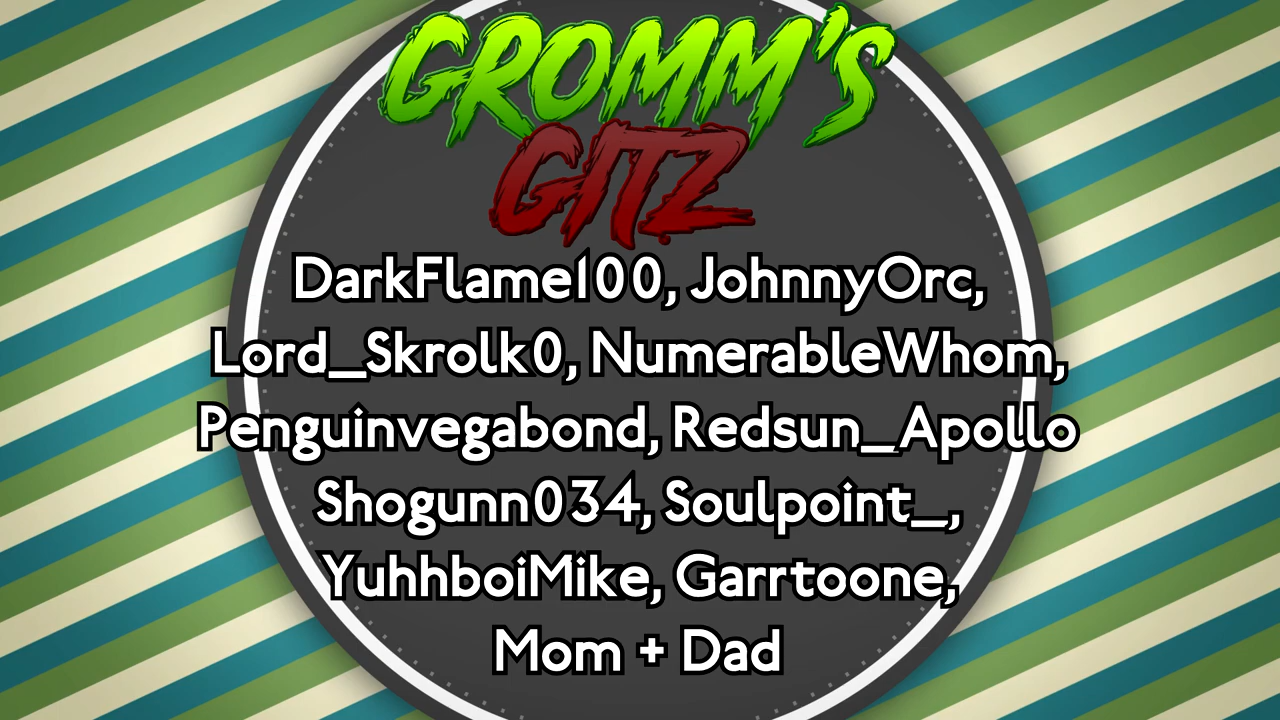 GROMM'S
GITZ
DarkFlame100, JohnnyOrc,
Lord_Skrolk0, NumerableWhom,
Penguinvegabond, Redsun_Apollo
Shogunn034, Soulpoint_,
YuhhboiMike, Garrtoone,
Mom + Dad